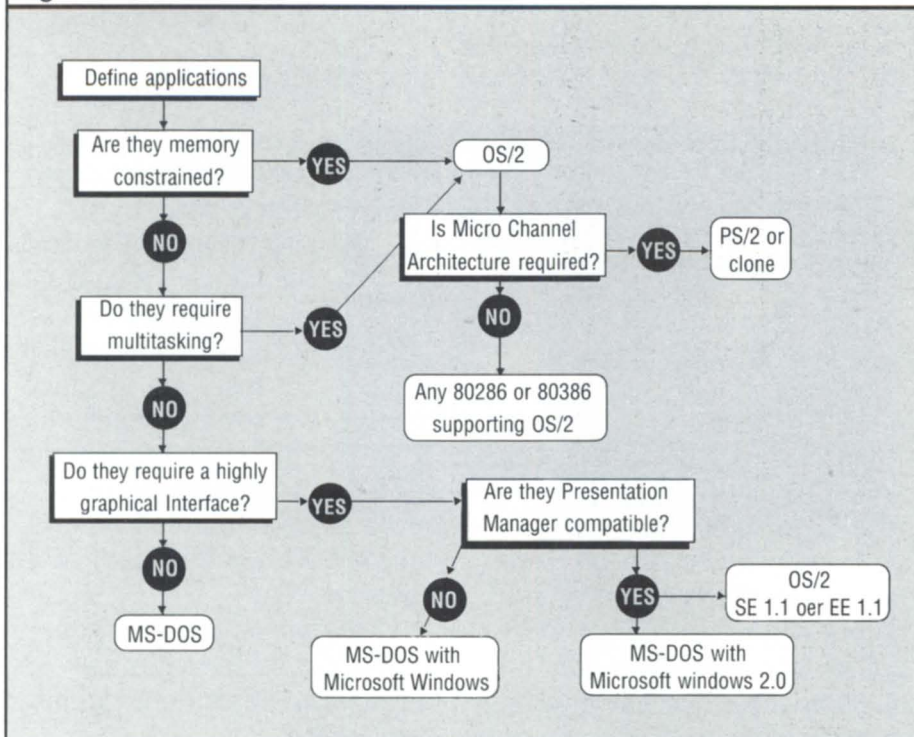 Define applications
Are they memory
constrained?
YES
OS/2
NO
Is Micro Channel
Architecture required?
YES
PS/2 or
clone
Do they require
multitasking?
YES
NO
NO
Any 80286 or 80386
supporting OS/2
Do they require a highly
graphical Interface?
YES
Are they Presentation
Manager compatible?
NO
NO
YES
OS/2
SE 1.1 oer EE 1.1
MS-DOS
MS-DOS with
Microsoft Windows
MS-DOS with
Microsoft windows 2.0